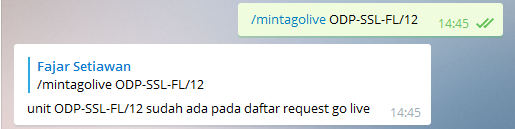 /mintagolive ODP-SSL-FL/12
14:45
Fajar Setiawan
/mintagolive ODP-SSL-FL/12
unit ODP-SSL-FL/12 sudah ada pada daftar request go live
14:45